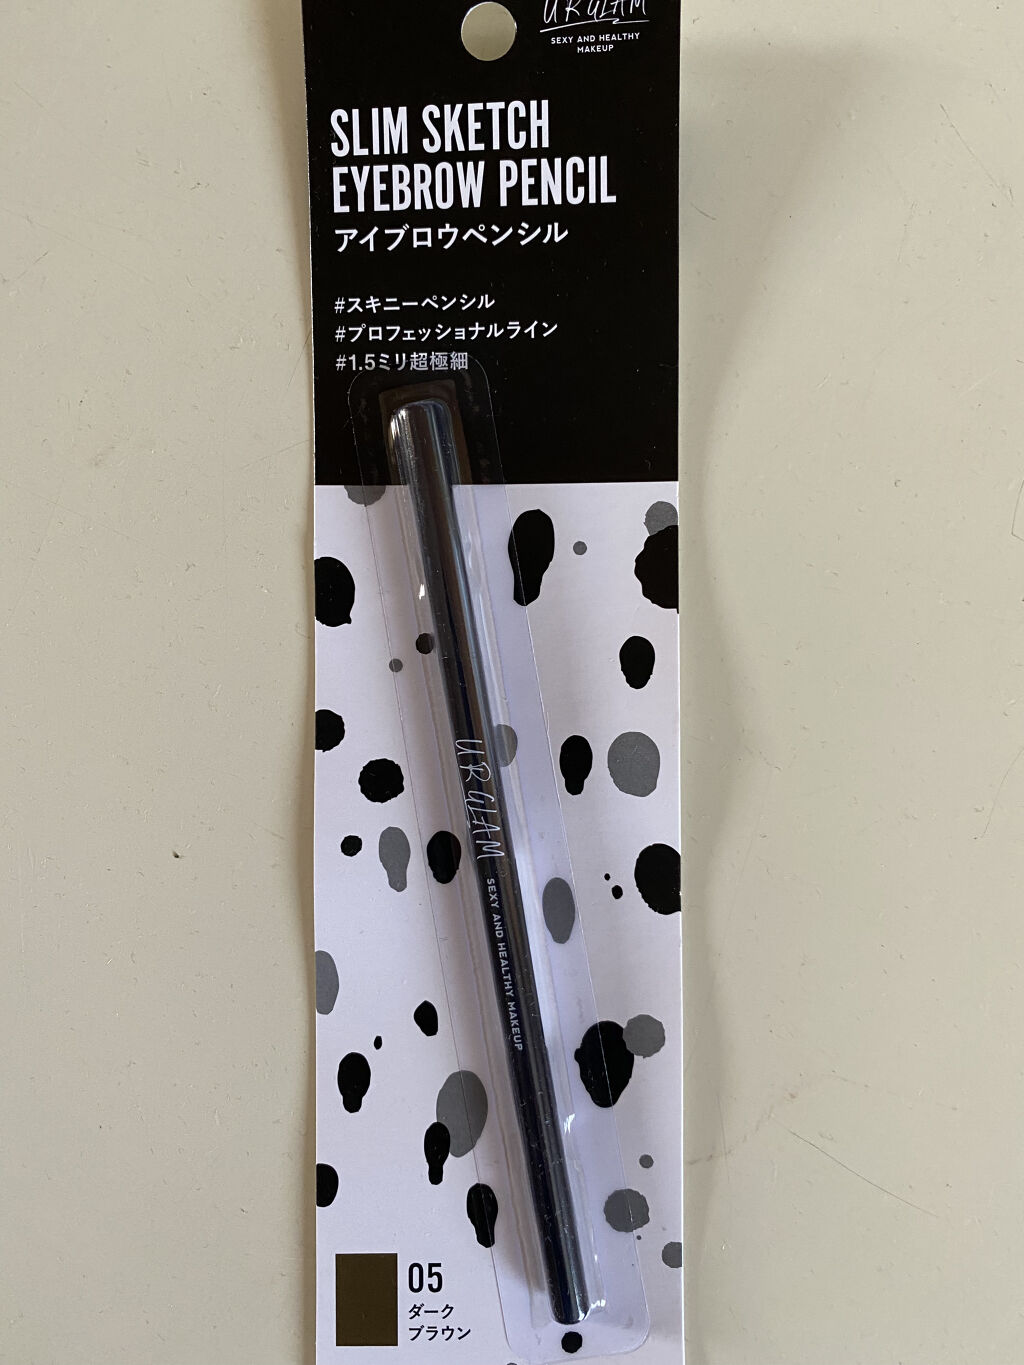 UR GLAM
SEXY AND HEALTHY
MAKEUP
SLIM SKETCH
EYEBROW PENCIL
アイブロウペンシル
#スキニーペンシル
#プロフェッショナルライン
#1.5ミリ超極細
UR GLAM
SEXY AND HEALTHY MAKEUP
05
ダーク
ブラウン